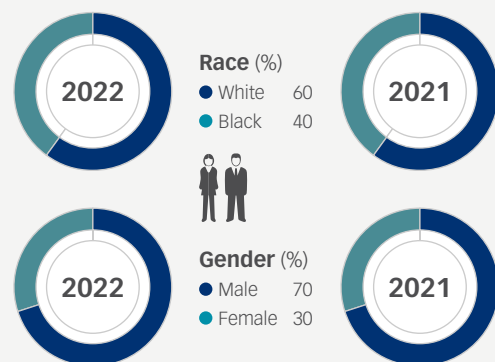 2022
Race (%)
White 60
Black 40
2021
2022
Gender (%)
Male 70
Female 30
2021